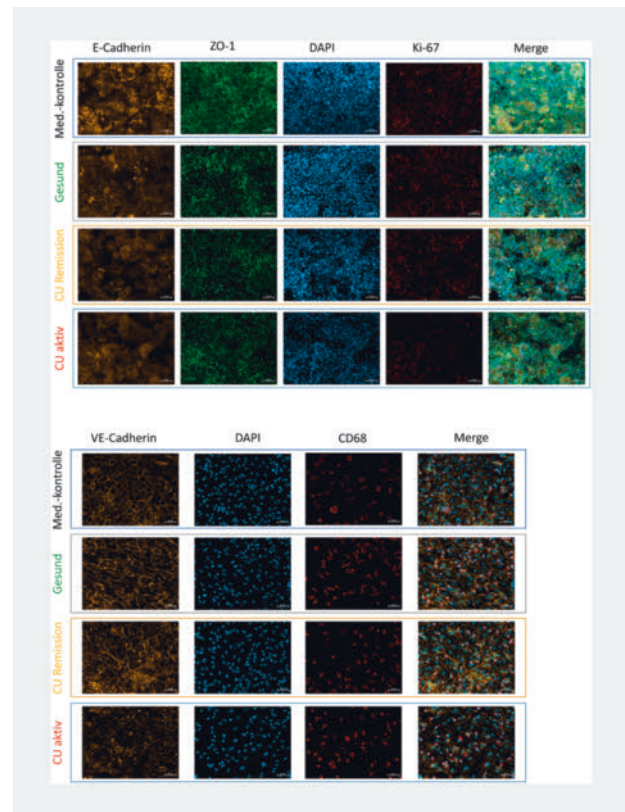 E-Cadherin ZO-1 DAPI Ki-67 Merge
Med.-kontrolle
Gesund
CU Remission
CU aktiv
VE-Cadherin DAPI CD68 Merge
Med.-kontrolle
Gesund
CU Remission
CU aktiv